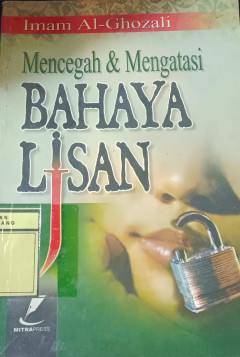 Imam Al-Ghozali
Mencegah & Mengatasi
BAHAYA
LISAN
MITRAPRESS